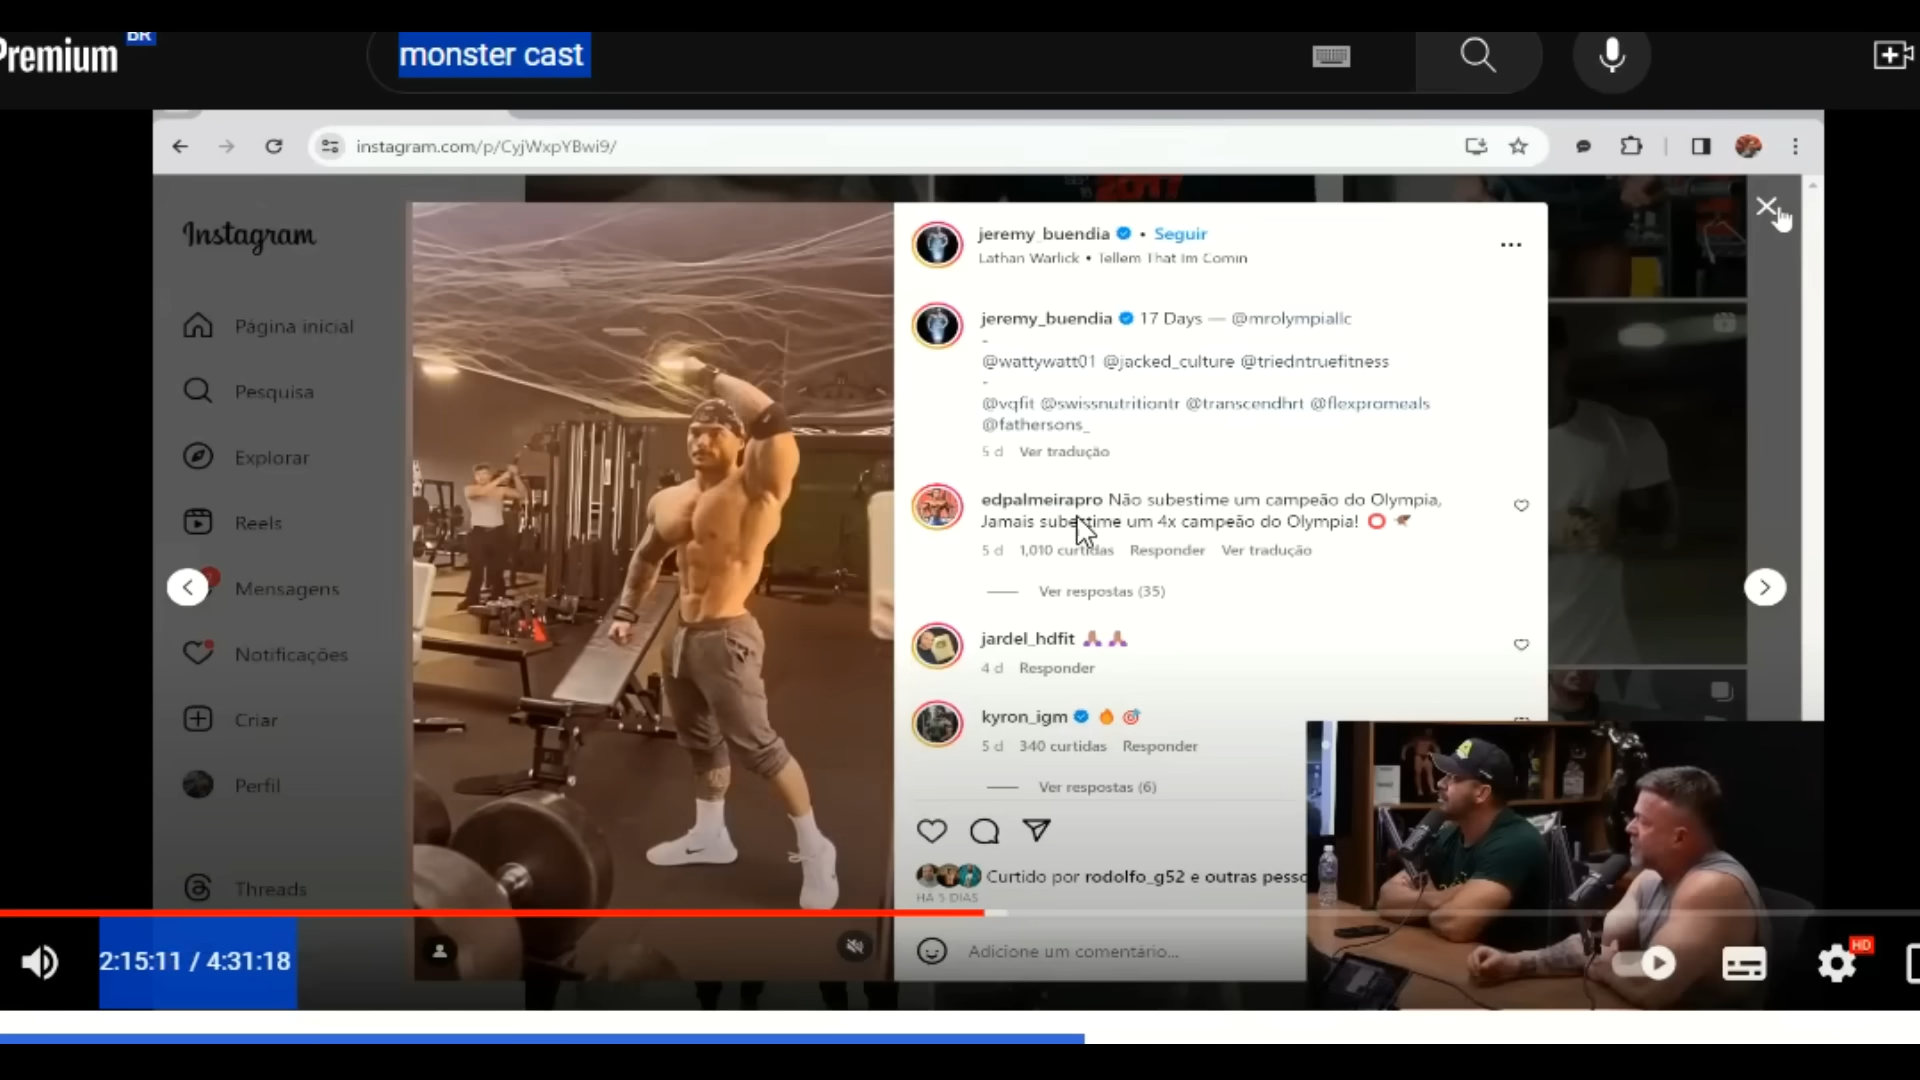 Premium BR
monster cast
instagram.com/p/CyjWxpYBwi9/
2017
Instagram
Página inicial
Pesquisa
Explorar
Reels
Mensagens
Notificações
Criar
Perfil
Threads
jeremy_buendia • Seguir
Lathan Warlick • Tellem That Im Comin
jeremy_buendia 17 Days — @mrolympiallc
-
@wattywatt01 @jacked_culture @triedntruefitness
-
@vqfit @swissnutritiontr @transcendhrt @flexpromeals
@fathersons_
5 d Ver tradução
edpalmeirapro Não subestime um campeão do Olympia,
Jamais subestime um 4x campeão do Olympia! ⭕
5 d 1,010 curtidas Responder Ver tradução
Ver respostas (35)
jardel_hdfit 🙏🏽 🙏🏽
4 d Responder
kyron_igm 🔥 🎯
5 d 340 curtidas Responder
Ver respostas (6)
Curtido por rodolfo_g52 e outras pesso
HÁ 5 DIAS
Adicione um comentário...
2:15:11 / 4:31:18
HD